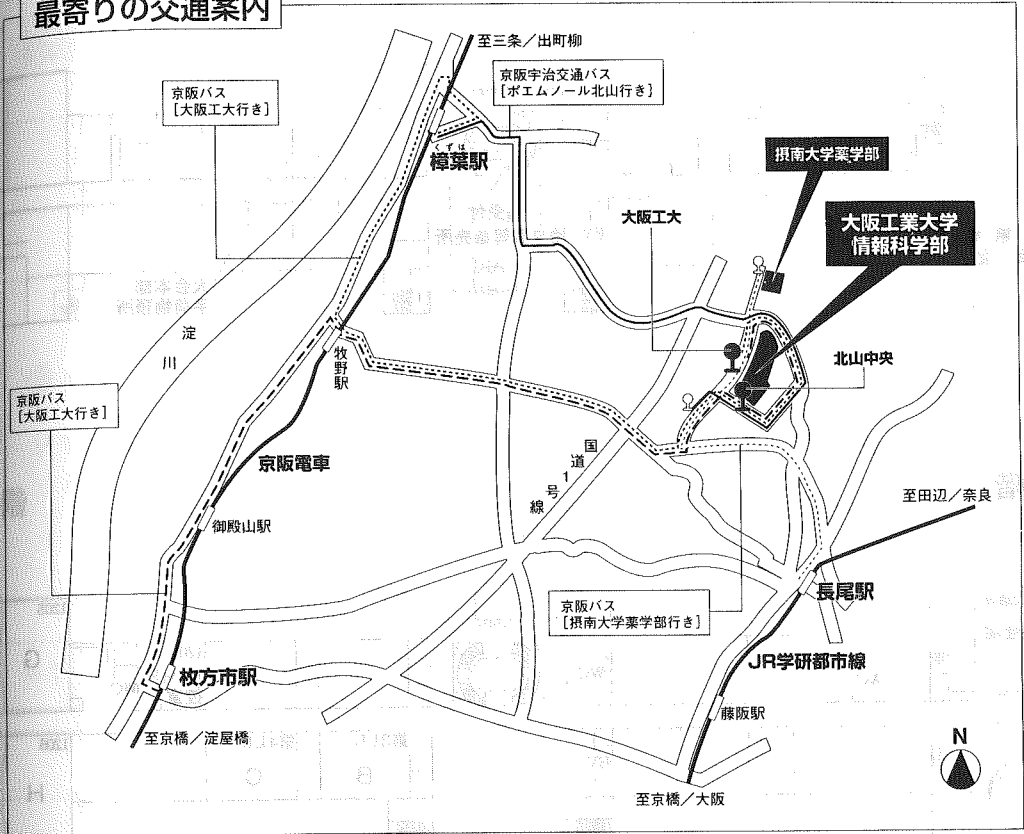 最寄りの交通案内
至三条/出町柳
京阪バス
[大阪工大行き]
京阪宇治交通バス
[ポエムノール北山行き]
くずは
樟葉駅
摂南大学薬学部
大阪工大
大阪工業大学
情報科学部
淀川
牧野駅
北山中央
京阪バス
[大阪工大行き]
京阪電車
国道1号線
至田辺/奈良
御殿山駅
長尾駅
京阪バス
[摂南大学薬学部行き]
JR学研都市線
枚方市駅
藤阪駅
至京橋/淀屋橋
N
至京橋/大阪